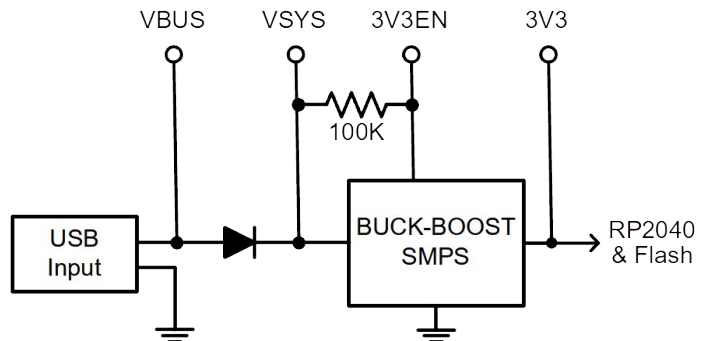 VBUS
VSYS
3V3EN
3V3
100K
USB
Input
BUCK-BOOST
SMPS
RP2040
& Flash